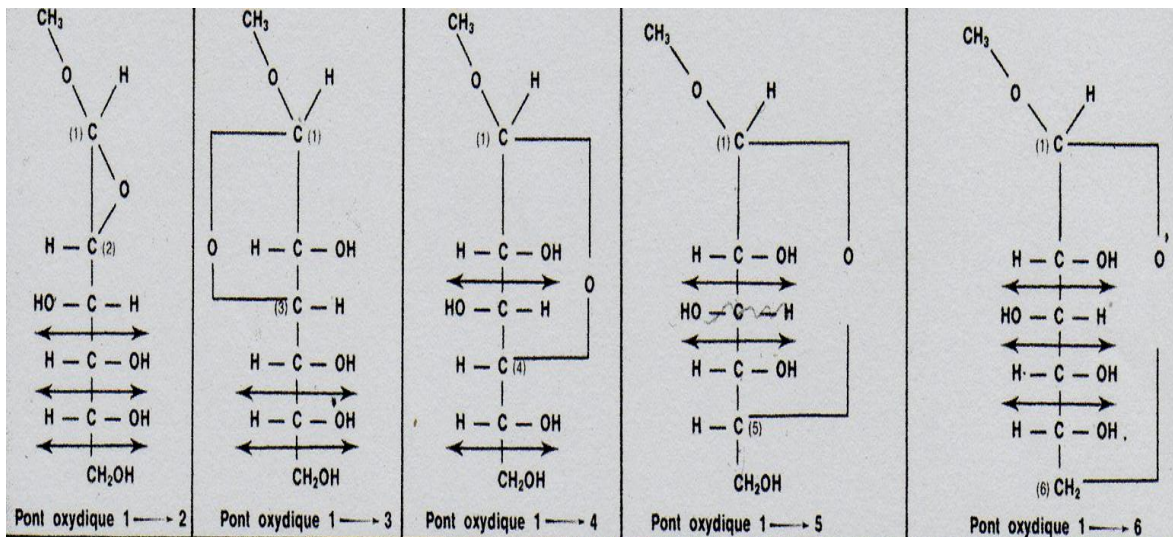 CH₃
O H
(1) C
O
H – C (2)
HO – C – H
H – C – OH
H – C – OH
CH₂OH
Pont oxydique 1 ⟶ 2
CH₃
O H
C (1)
H – C – OH
O
(3) C – H
H – C – OH
H – C – OH
CH₂OH
Pont oxydique 1 ⟶ 3
CH₃
O H
(1) C
H – C – OH
O
HO – C – H
H – C (4)
H – C – OH
CH₂OH
Pont oxydique 1 ⟶ 4
CH₃
O H
(1) C
H – C – OH O
HO – C – H
H – C – OH
H – C (5)
CH₂OH
Pont oxydique 1 ⟶ 5
CH₃
O H
(1) C
H – C – OH O
HO – C – H
H – C – OH
H – C – OH
(6) CH₂
Pont oxydique 1 ⟶ 6